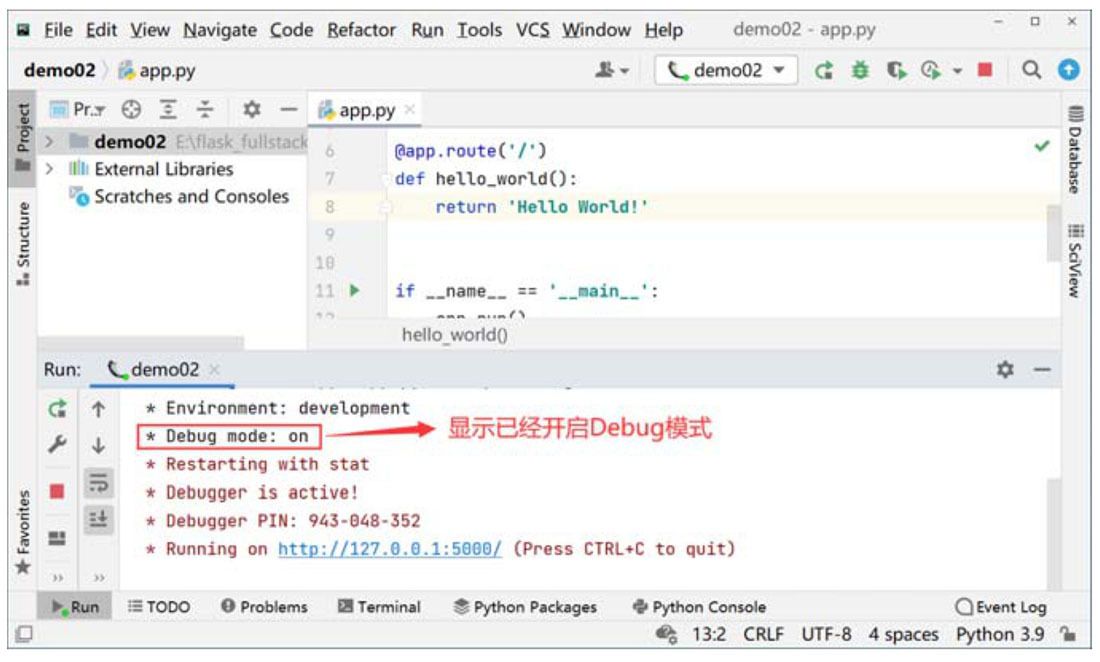 File Edit View Navigate Code Refactor Run Tools VCS Window Help demo02 - app.py
demo02 app.py demo02
Project Pr... app.py
demo02 E:\flask_fullstack
External Libraries
Scratches and Consoles
Structure
Favorites
6 @app.route('/')
7 def hello_world():
8 return 'Hello World!'
9
10
11 if __name__ == '__main__':
12 app.run()
hello_world()
Database
SciView
Run: demo02
* Environment: development
* Debug mode: on 显示已经开启Debug模式
* Restarting with stat
* Debugger is active!
* Debugger PIN: 943-048-352
* Running on http://127.0.0.1:5000/ (Press CTRL+C to quit)
Run TODO Problems Terminal Python Packages Python Console Event Log
13:2 CRLF UTF-8 4 spaces Python 3.9